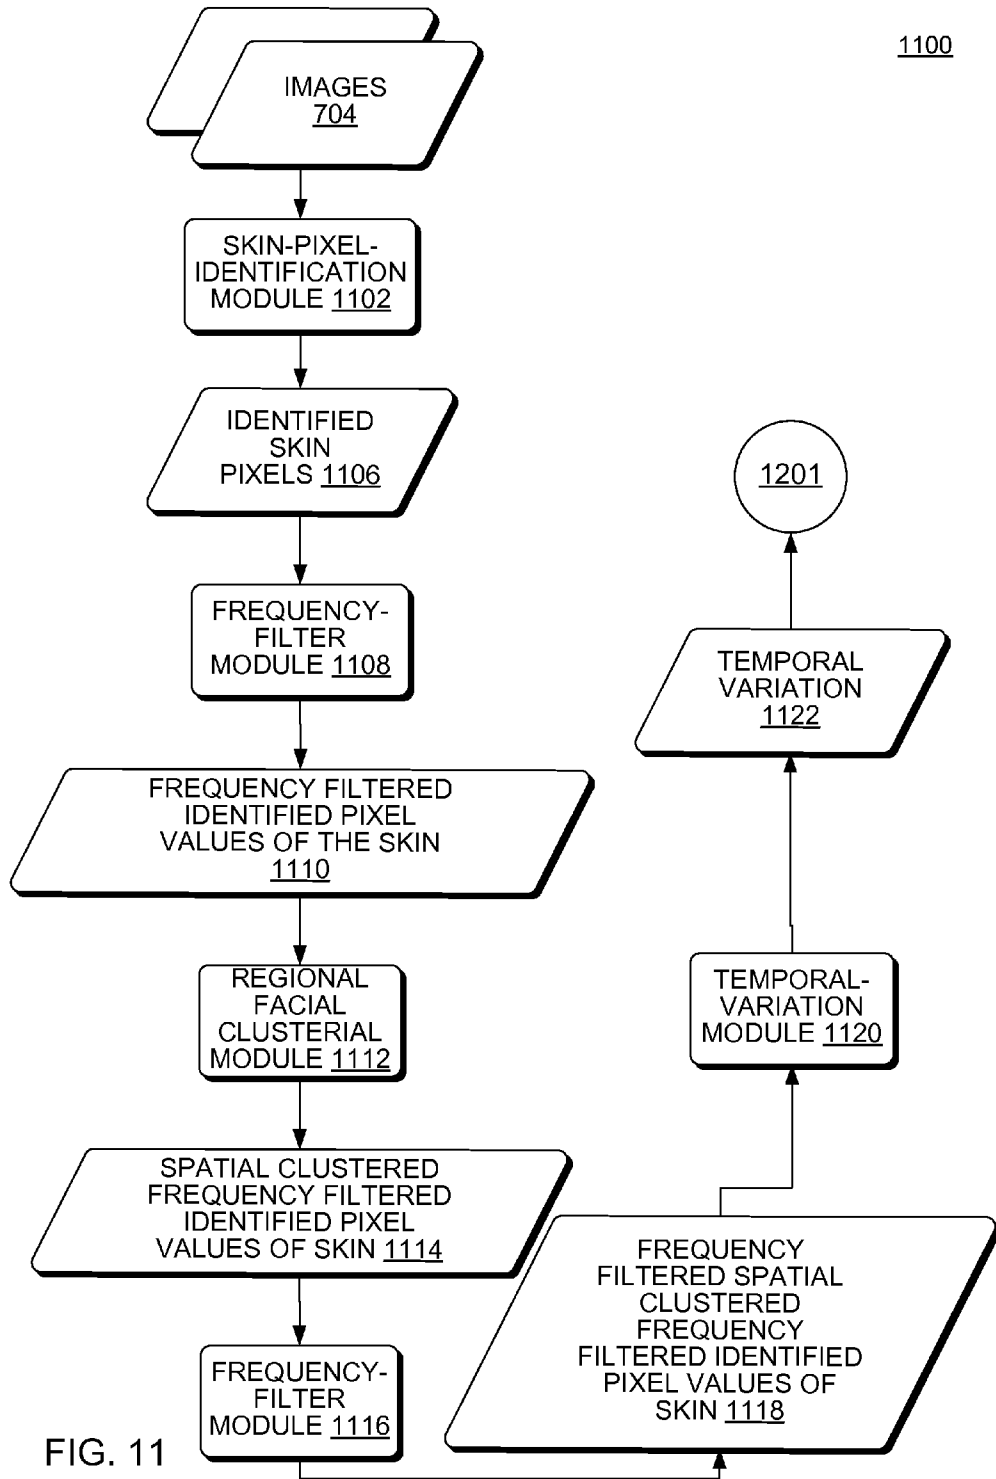 1100
IMAGES
704
SKIN-PIXEL-
IDENTIFICATION
MODULE 1102
IDENTIFIED
SKIN
PIXELS 1106
FREQUENCY-
FILTER
MODULE 1108
FREQUENCY FILTERED
IDENTIFIED PIXEL
VALUES OF THE SKIN
1110
REGIONAL
FACIAL
CLUSTERIAL
MODULE 1112
SPATIAL CLUSTERED
FREQUENCY FILTERED
IDENTIFIED PIXEL
VALUES OF SKIN 1114
FREQUENCY-
FILTER
MODULE 1116
FREQUENCY
FILTERED SPATIAL
CLUSTERED
FREQUENCY
FILTERED IDENTIFIED
PIXEL VALUES OF
SKIN 1118
TEMPORAL-
VARIATION
MODULE 1120
TEMPORAL
VARIATION
1122
1201
FIG. 11